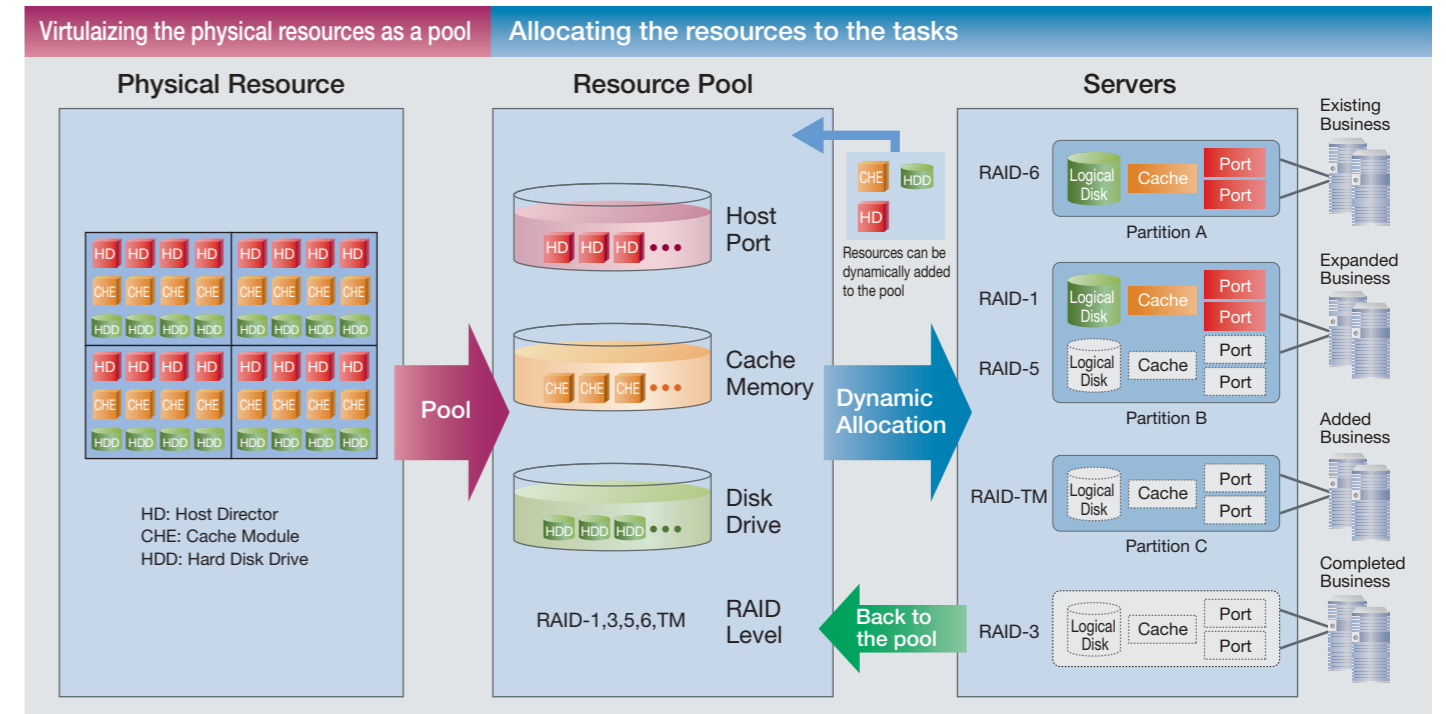 Virtulaizing the physical resources as a pool
Allocating the resources to the tasks
Physical Resource
HD HD HD HD HD HD HD HD
CHE CHE CHE CHE CHE CHE CHE CHE
HDD HDD HDD HDD HDD HDD HDD HDD
HD HD HD HD HD HD HD HD
CHE CHE CHE CHE CHE CHE CHE CHE
HDD HDD HDD HDD HDD HDD HDD HDD
HD: Host Director
CHE: Cache Module
HDD: Hard Disk Drive
Pool
Resource Pool
HD HD HD •••
Host
Port
CHE CHE CHE •••
Cache
Memory
HDD HDD HDD •••
Disk
Drive
RAID-1,3,5,6,TM
RAID
Level
CHE HDD
HD
Resources can be
dynamically added
to the pool
Dynamic
Allocation
Back to
the pool
Servers
RAID-6
Logical
Disk
Cache
Port
Port
Partition A
Existing
Business
RAID-1
Logical
Disk
Cache
Port
Port
RAID-5
Logical
Disk
Cache
Port
Port
Partition B
Expanded
Business
RAID-TM
Logical
Disk
Cache
Port
Port
Partition C
Added
Business
RAID-3
Logical
Disk
Cache
Port
Port
Completed
Business